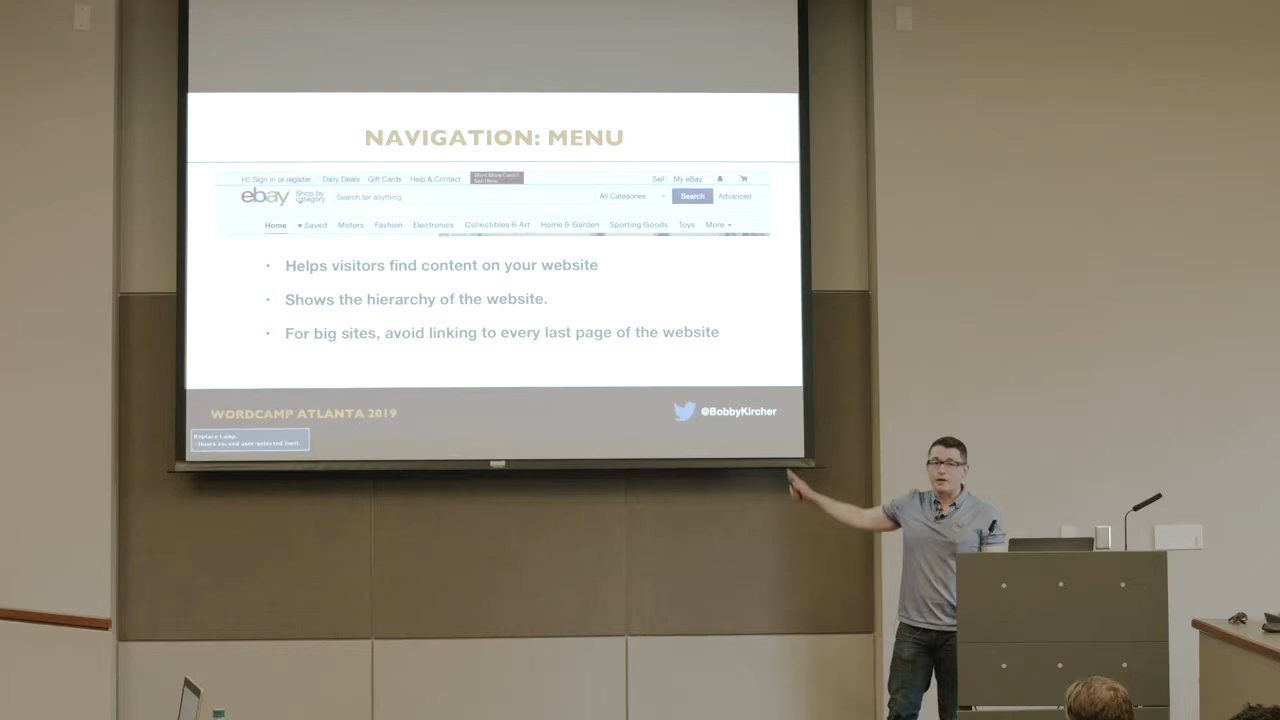 NAVIGATION: MENU
Hi! Sign in or register Daily Deals Gift Cards Help & Contact Sell My eBay
ebay Shop by category Search for anything All Categories Search Advanced
Home Saved Motors Fashion Electronics Collectibles & Art Home & Garden Sporting Goods Toys More
· Helps visitors find content on your website
· Shows the hierarchy of the website.
· For big sites, avoid linking to every last page of the website
WORDCAMP ATLANTA 2019 @BobbyKircher
Replace Lamp.